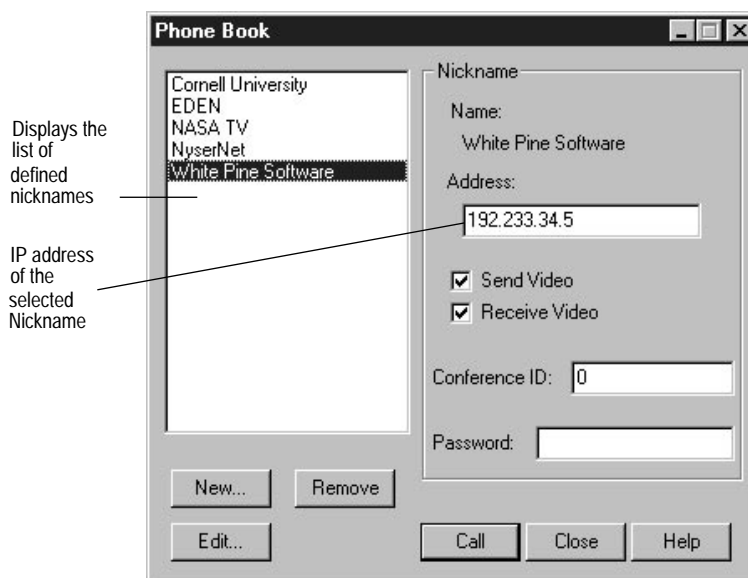 Phone Book
Cornell University
EDEN
NASA TV
NyserNet
White Pine Software
Displays the
list of
defined
nicknames
IP address
of the
selected
Nickname
Nickname
Name:
White Pine Software
Address:
192.233.34.5
Send Video
Receive Video
Conference ID: 0
Password:
New...
Remove
Edit...
Call
Close
Help